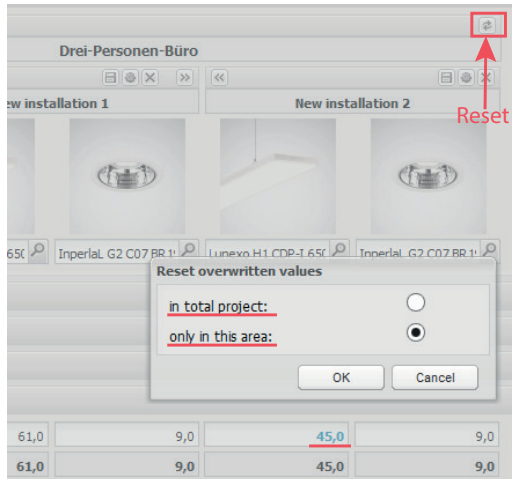 Drei-Personen-Büro
ew installation 1
New installation 2
Reset
65( InperlaL G2 C07 BR 1! Lunexo H1 CDP-I 65( InperlaL G2 C07 BR 1!
Reset overwritten values
in total project:
only in this area:
OK Cancel
61,0 9,0 45,0 9,0
61,0 9,0 45,0 9,0